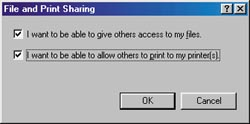 File and Print Sharing
I want to be able to give others access to my files.
I want to be able to allow others to print to my printer(s).
OK
Cancel